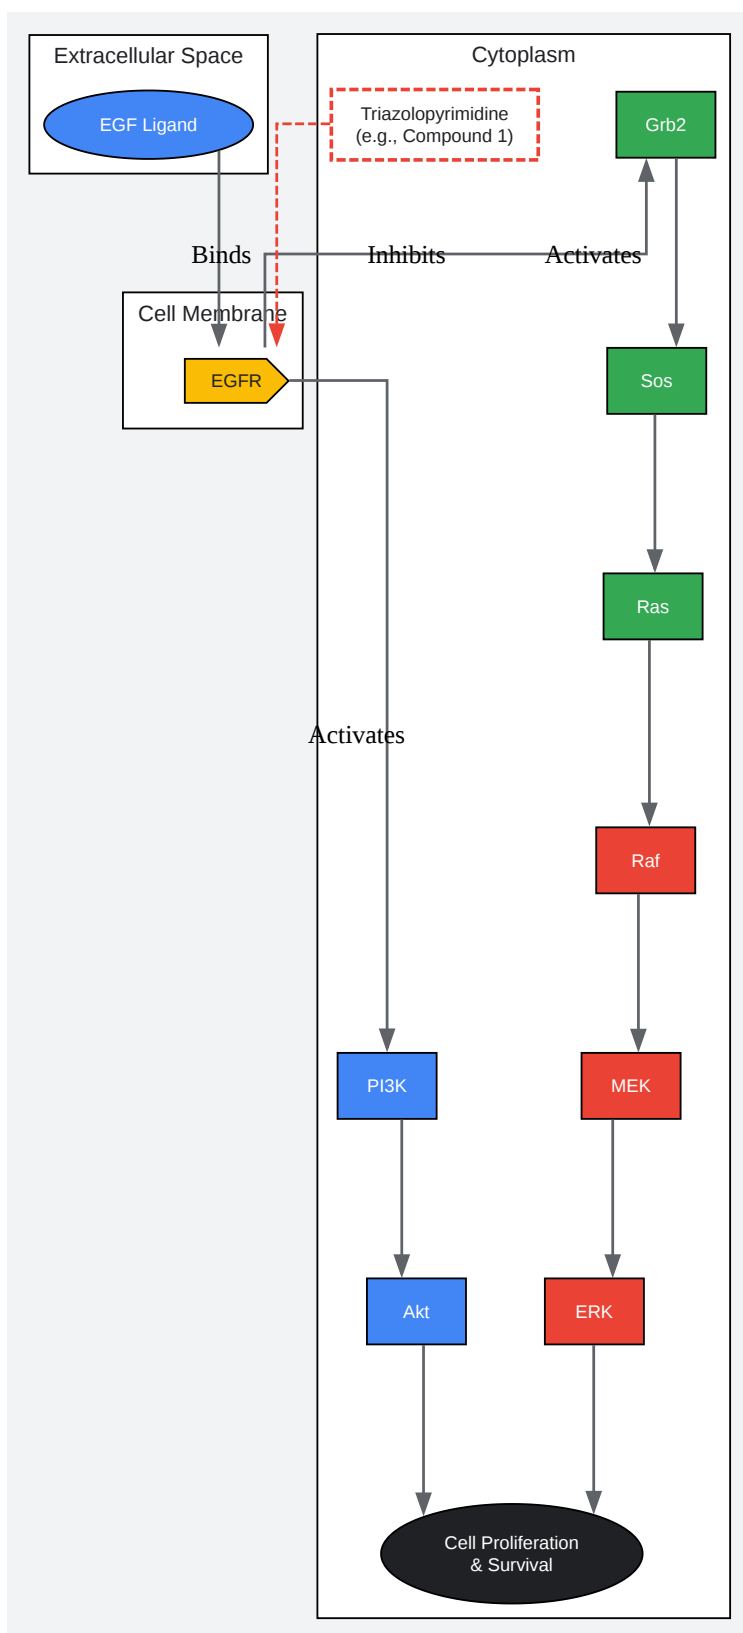 Extracellular Space
Cytoplasm
EGF Ligand
Triazolopyrimidine
(e.g., Compound 1)
Grb2
Binds
Inhibits
Activates
Cell Membrane
EGFR
Sos
Ras
Activates
Raf
PI3K
MEK
Akt
ERK
Cell Proliferation
& Survival